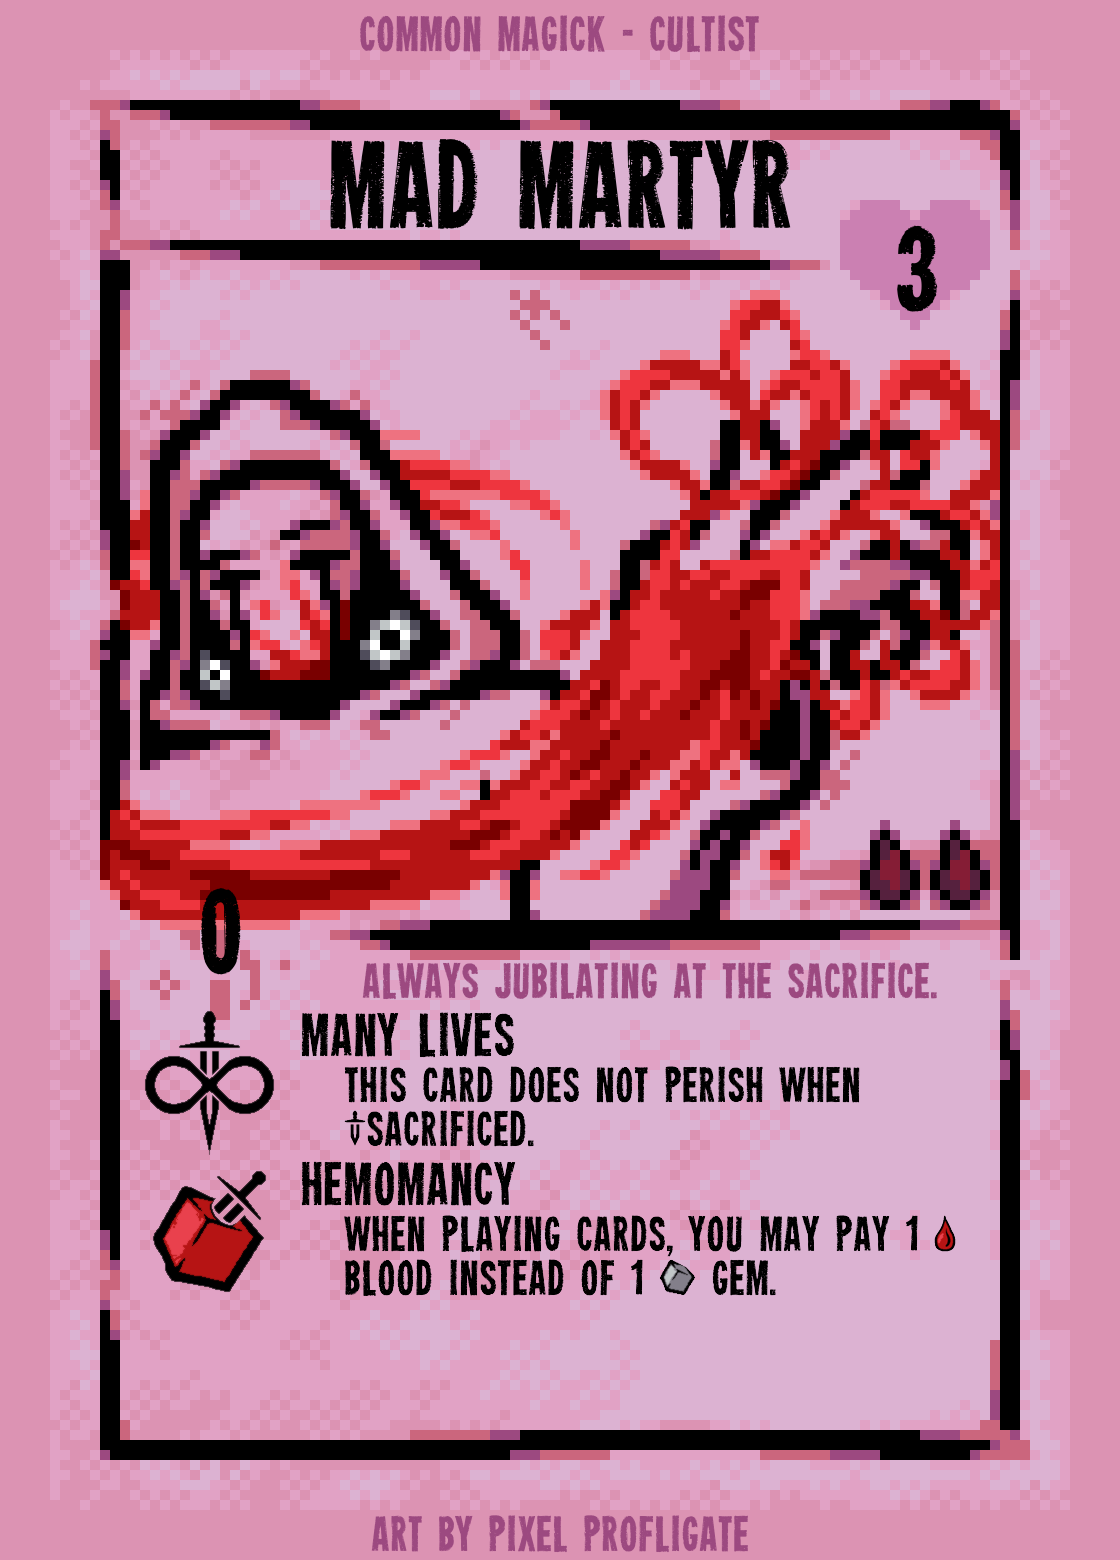 COMMON MAGICK - CULTIST
MAD MARTYR
3
0
ALWAYS JUBILATING AT THE SACRIFICE.
MANY LIVES
THIS CARD DOES NOT PERISH WHEN
SACRIFICED.
HEMOMANCY
WHEN PLAYING CARDS, YOU MAY PAY 1
BLOOD INSTEAD OF 1 GEM.
ART BY PIXEL PROFLIGATE